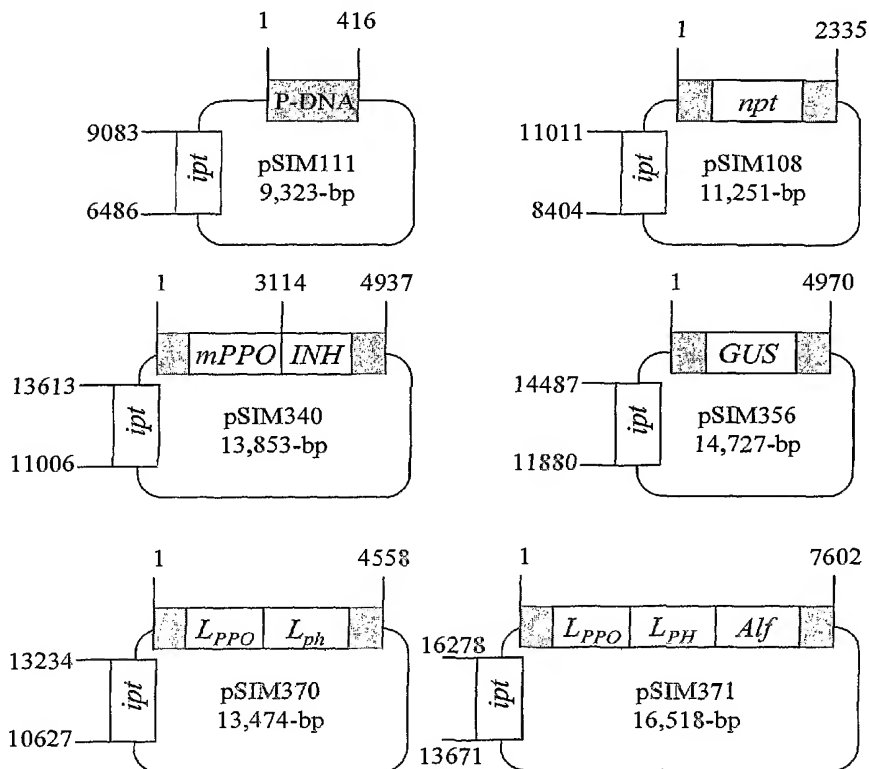 1 416
P-DNA
9083
ipt
6486
pSIM111
9,323-bp
1 2335
npt
11011
ipt
8404
pSIM108
11,251-bp
1 3114 4937
mPPO INH
13613
ipt
11006
pSIM340
13,853-bp
1 4970
GUS
14487
ipt
11880
pSIM356
14,727-bp
1 4558
LPPO Lph
13234
ipt
10627
pSIM370
13,474-bp
1 7602
LPPO LPH Alf
16278
ipt
13671
pSIM371
16,518-bp